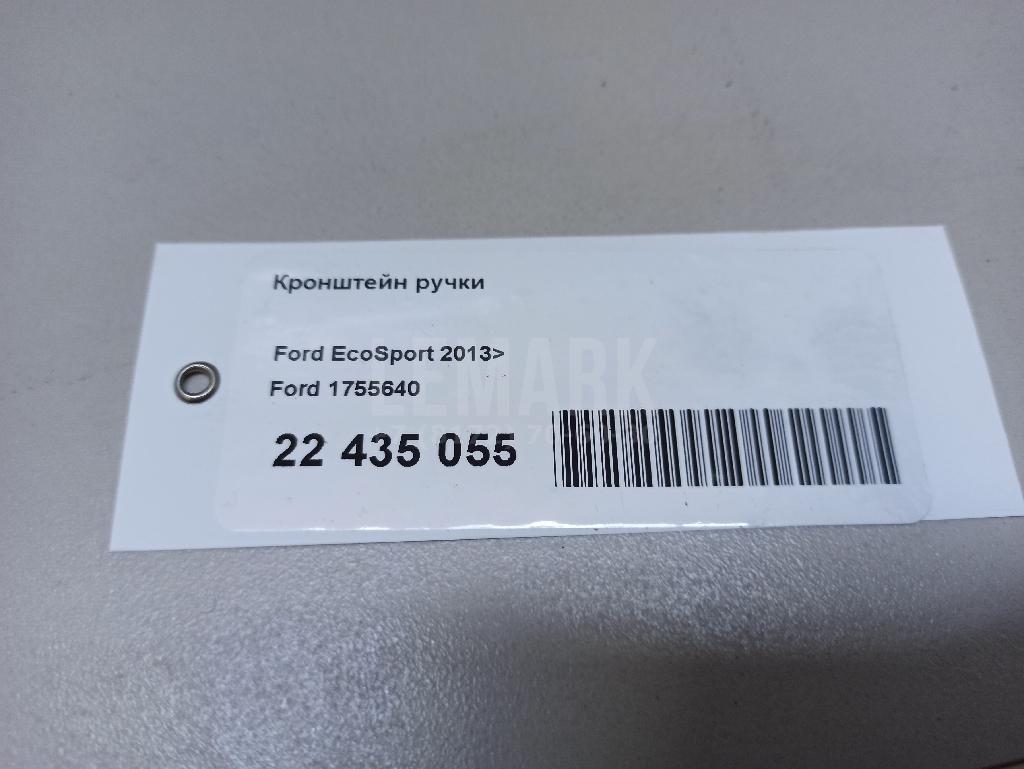 Кронштейн ручки
Ford EcoSport 2013>
Ford 1755640
22 435 055
LEMARK